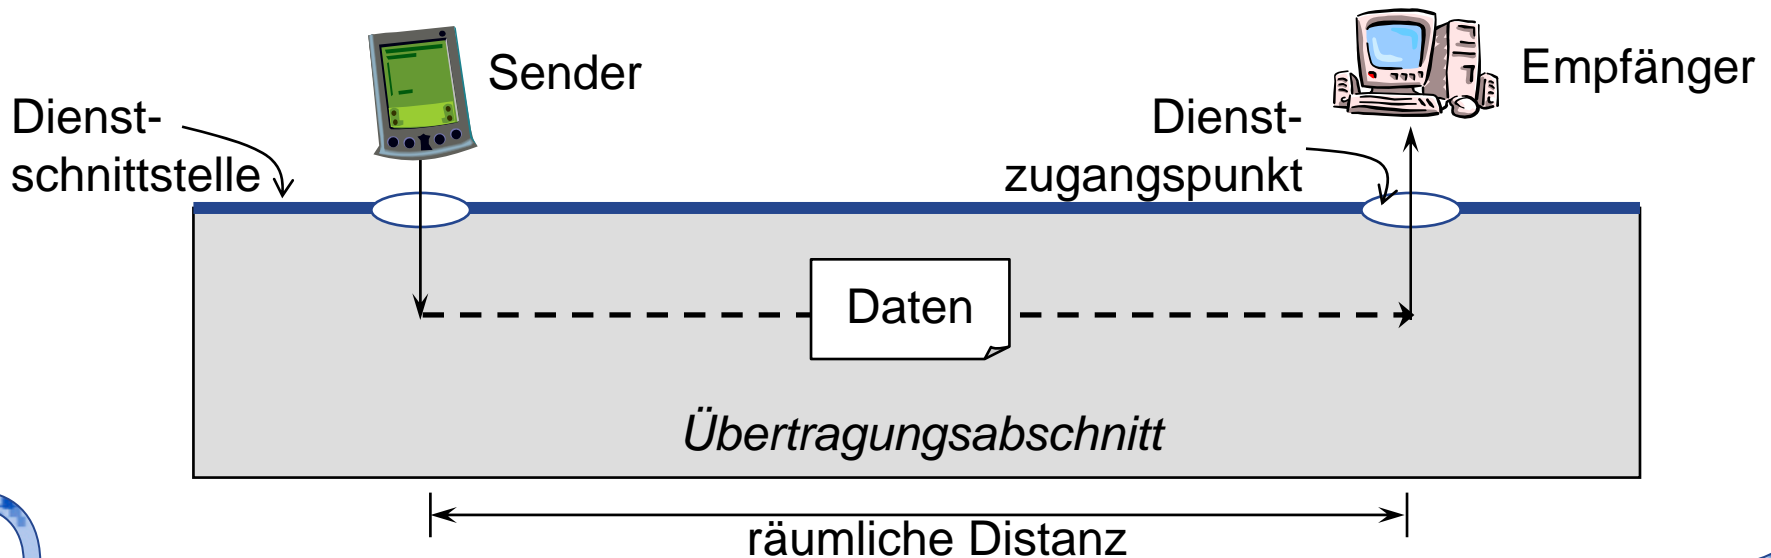 Sender
Empfänger
Dienst-
schnittstelle
Dienst-
zugangspunkt
Daten
Übertragungsabschnitt
räumliche Distanz